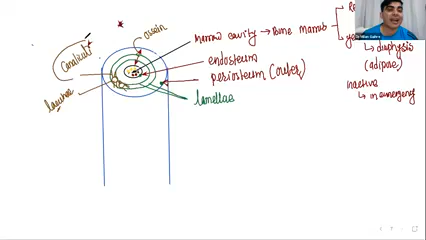 ossein
Canaliculi
lacunae
Marrow cavity → Bone marrow
endosteum
periosteum (outer)
lamellae
→ diaphysis
(adipose)
inactive
→ in emergency